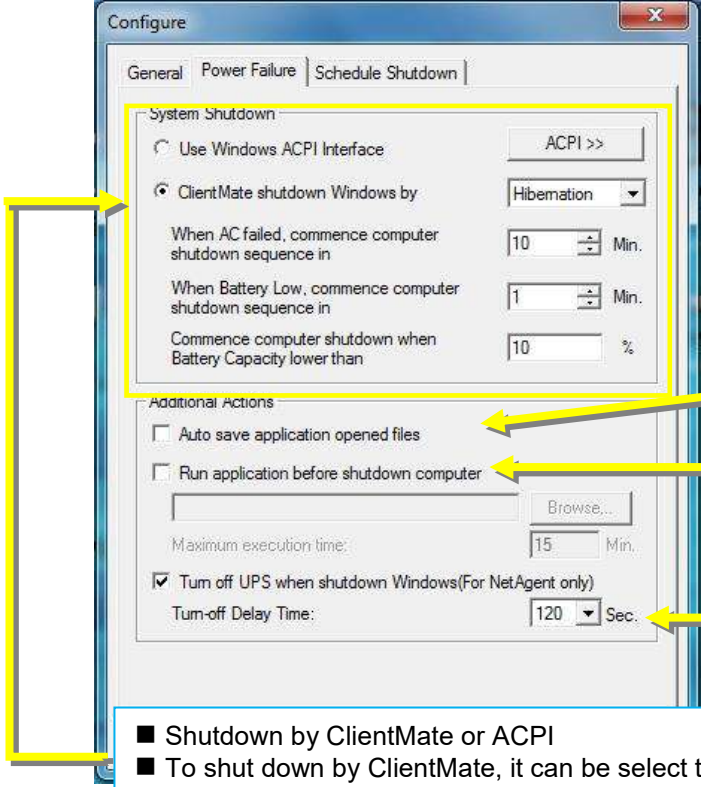 Configure
General Power Failure Schedule Shutdown
System Shutdown
Use Windows ACPI Interface ACPI >>
ClientMate shutdown Windows by Hibernation
When AC failed, commence computer
shutdown sequence in 10 Min.
When Battery Low, commence computer
shutdown sequence in 1 Min.
Commence computer shutdown when
Battery Capacity lower than 10 %
Additional Actions
Auto save application opened files
Run application before shutdown computer
Browse...
Maximum execution time: 15 Min.
Turn off UPS when shutdown Windows(For NetAgent only)
Turn-off Delay Time: 120 Sec.
■ Shutdown by ClientMate or ACPI
■ To shut down by ClientMate, it can be select